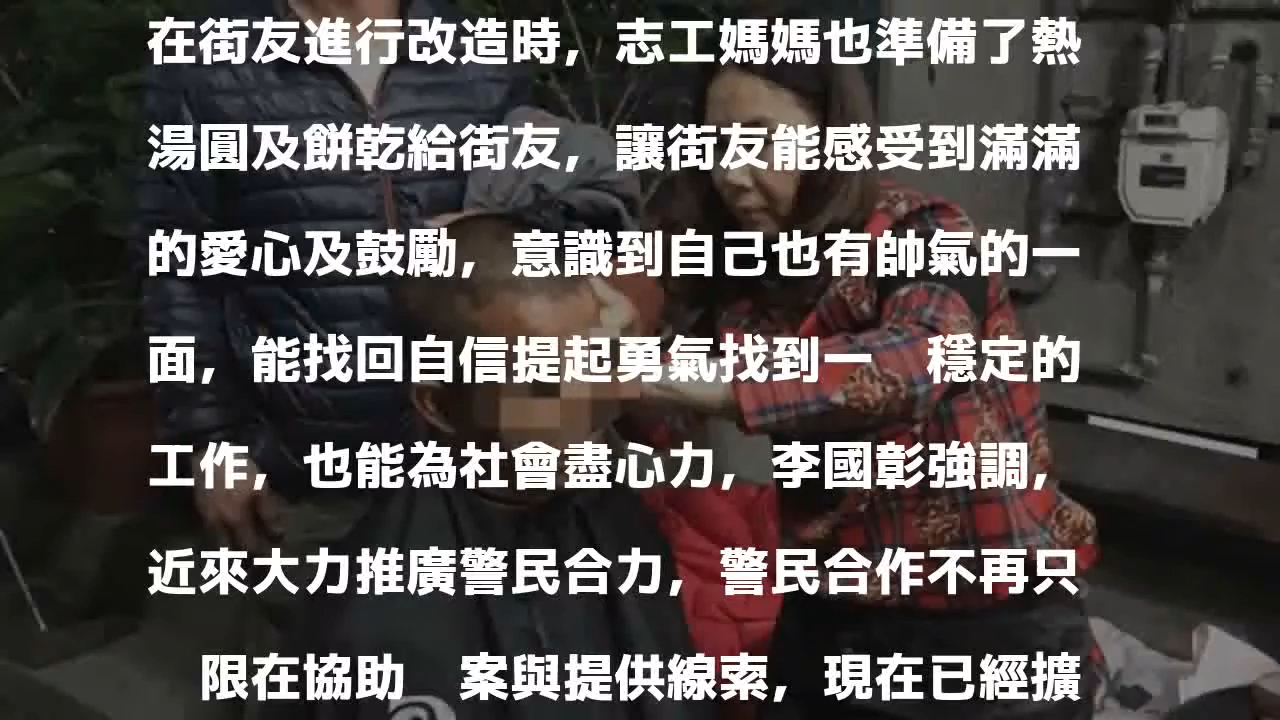 在街友進行改造時，志工媽媽也準備了熱
湯圓及餅乾給街友，讓街友能感受到滿滿
的愛心及鼓勵，意識到自己也有帥氣的一
面，能找回自信提起勇氣找到一　穩定的
工作，也能為社會盡心力，李國彰強調，
近來大力推廣警民合力，警民合作不再只
　限在協助　案與提供線索，現在已經擴